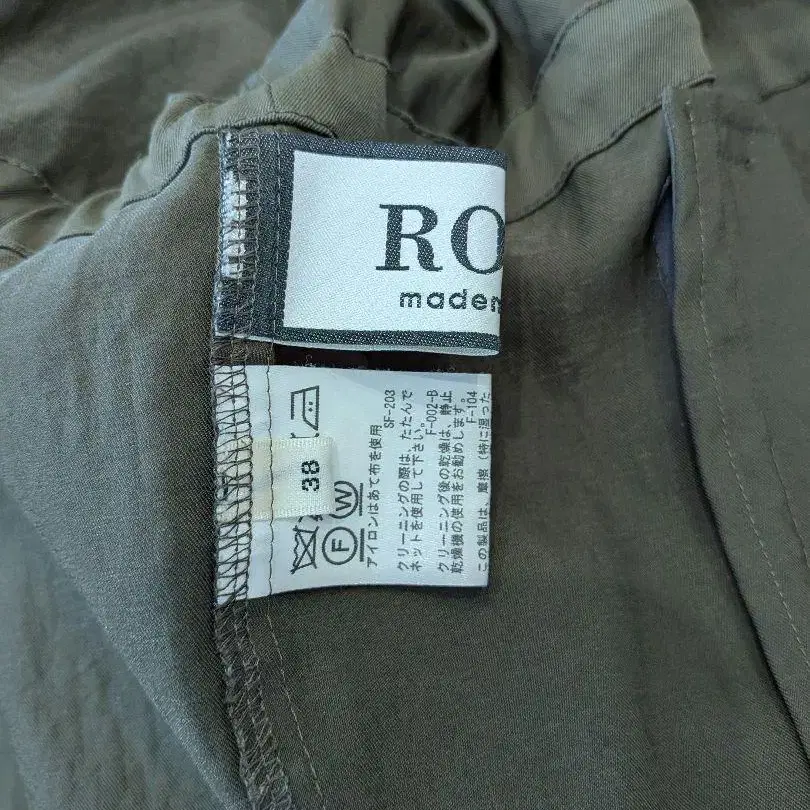 RO
madem
38
F
W
アイロンはあて布を使用
SF-203
クリーニングの際は、たたんで
ネットを使用して下さい。
F-002-B
クリーニング後の乾燥は、静止
乾燥機の使用をお勧めします。
F-104
この製品は、摩擦（特に湿った